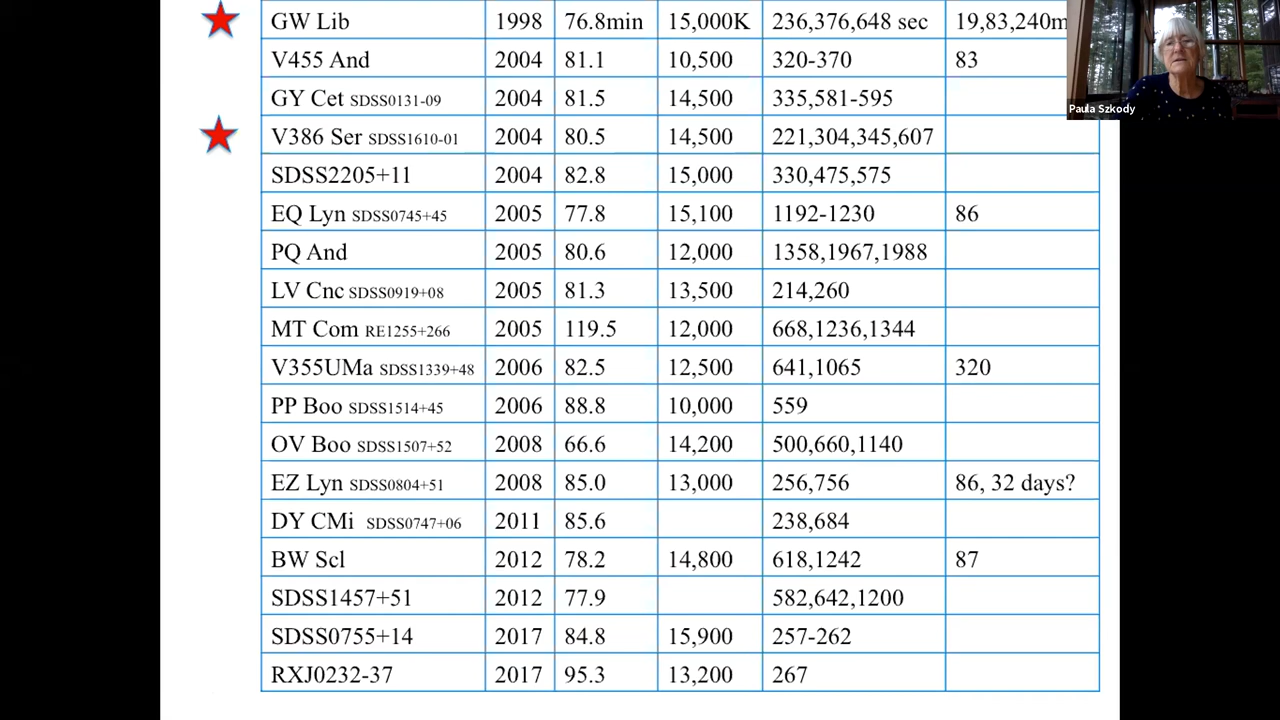 GW Lib 1998 76.8min 15,000K 236,376,648 sec 19,83,240m
V455 And 2004 81.1 10,500 320-370 83
GY Cet SDSS0131-09 2004 81.5 14,500 335,581-595
V386 Ser SDSS1610-01 2004 80.5 14,500 221,304,345,607
SDSS2205+11 2004 82.8 15,000 330,475,575
EQ Lyn SDSS0745+45 2005 77.8 15,100 1192-1230 86
PQ And 2005 80.6 12,000 1358,1967,1988
LV Cnc SDSS0919+08 2005 81.3 13,500 214,260
MT Com RE1255+266 2005 119.5 12,000 668,1236,1344
V355UMa SDSS1339+48 2006 82.5 12,500 641,1065 320
PP Boo SDSS1514+45 2006 88.8 10,000 559
OV Boo SDSS1507+52 2008 66.6 14,200 500,660,1140
EZ Lyn SDSS0804+51 2008 85.0 13,000 256,756 86, 32 days?
DY CMi SDSS0747+06 2011 85.6 238,684
BW Scl 2012 78.2 14,800 618,1242 87
SDSS1457+51 2012 77.9 582,642,1200
SDSS0755+14 2017 84.8 15,900 257-262
RXJ0232-37 2017 95.3 13,200 267
Paula Szkody